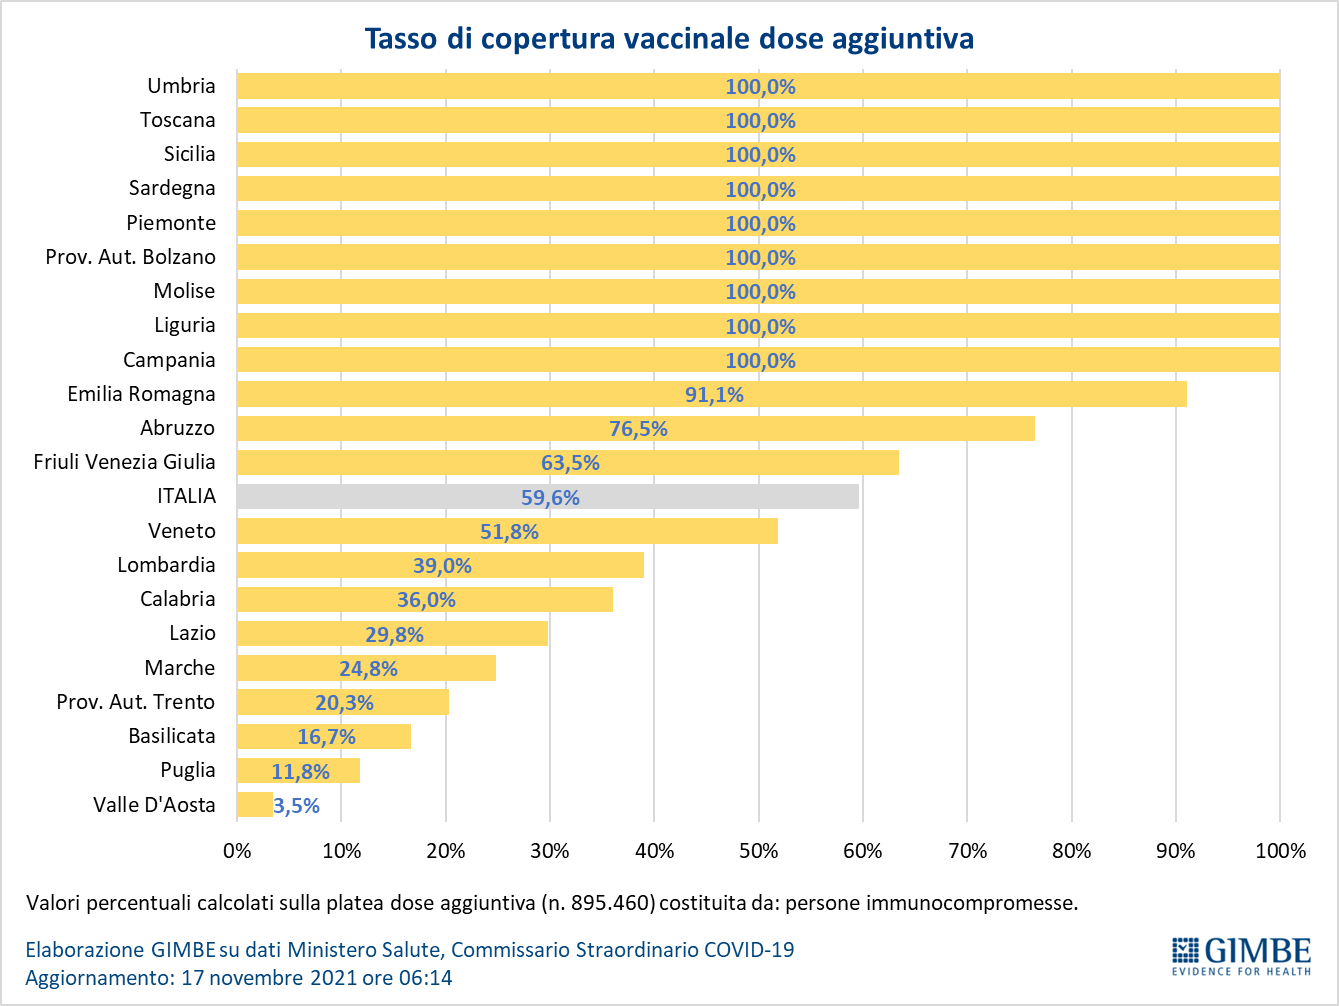 Tasso di copertura vaccinale dose aggiuntiva
Umbria 100,0%
Toscana 100,0%
Sicilia 100,0%
Sardegna 100,0%
Piemonte 100,0%
Prov. Aut. Bolzano 100,0%
Molise 100,0%
Liguria 100,0%
Campania 100,0%
Emilia Romagna 91,1%
Abruzzo 76,5%
Friuli Venezia Giulia 63,5%
ITALIA 59,6%
Veneto 51,8%
Lombardia 39,0%
Calabria 36,0%
Lazio 29,8%
Marche 24,8%
Prov. Aut. Trento 20,3%
Basilicata 16,7%
Puglia 11,8%
Valle D'Aosta 3,5%
0% 10% 20% 30% 40% 50% 60% 70% 80% 90% 100%
Valori percentuali calcolati sulla platea dose aggiuntiva (n. 895.460) costituita da: persone immunocompromesse.
Elaborazione GIMBE su dati Ministero Salute, Commissario Straordinario COVID-19
Aggiornamento: 17 novembre 2021 ore 06:14
GIMBE
EVIDENCE FOR HEALTH